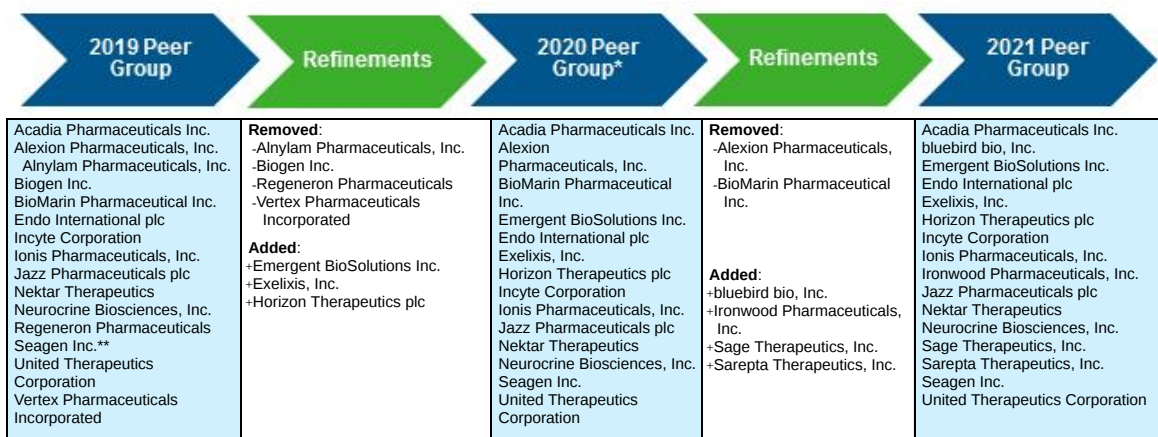 2019 Peer
Group
Refinements
2020 Peer
Group*
Refinements
2021 Peer
Group
Acadia Pharmaceuticals Inc.
Alexion Pharmaceuticals, Inc.
Alnylam Pharmaceuticals, Inc.
Biogen Inc.
BioMarin Pharmaceutical Inc.
Endo International plc
Incyte Corporation
Ionis Pharmaceuticals, Inc.
Jazz Pharmaceuticals plc
Nektar Therapeutics
Neurocrine Biosciences, Inc.
Regeneron Pharmaceuticals
Seagen Inc.**
United Therapeutics
Corporation
Vertex Pharmaceuticals
Incorporated
Removed:
-Alnylam Pharmaceuticals, Inc.
-Biogen Inc.
-Regeneron Pharmaceuticals
-Vertex Pharmaceuticals
Incorporated
Added:
+Emergent BioSolutions Inc.
+Exelixis, Inc.
+Horizon Therapeutics plc
Acadia Pharmaceuticals Inc.
Alexion
Pharmaceuticals, Inc.
BioMarin Pharmaceutical
Inc.
Emergent BioSolutions Inc.
Endo International plc
Exelixis, Inc.
Horizon Therapeutics plc
Incyte Corporation
Ionis Pharmaceuticals, Inc.
Jazz Pharmaceuticals plc
Nektar Therapeutics
Neurocrine Biosciences, Inc.
Seagen Inc.
United Therapeutics
Corporation
Removed:
-Alexion Pharmaceuticals,
Inc.
-BioMarin Pharmaceutical
Inc.
Added:
+bluebird bio, Inc.
+Ironwood Pharmaceuticals,
Inc.
+Sage Therapeutics, Inc.
+Sarepta Therapeutics, Inc.
Acadia Pharmaceuticals Inc.
bluebird bio, Inc.
Emergent BioSolutions Inc.
Endo International plc
Exelixis, Inc.
Horizon Therapeutics plc
Incyte Corporation
Ionis Pharmaceuticals, Inc.
Ironwood Pharmaceuticals, Inc.
Jazz Pharmaceuticals plc
Nektar Therapeutics
Neurocrine Biosciences, Inc.
Sage Therapeutics, Inc.
Sarepta Therapeutics, Inc.
Seagen Inc.
United Therapeutics Corporation